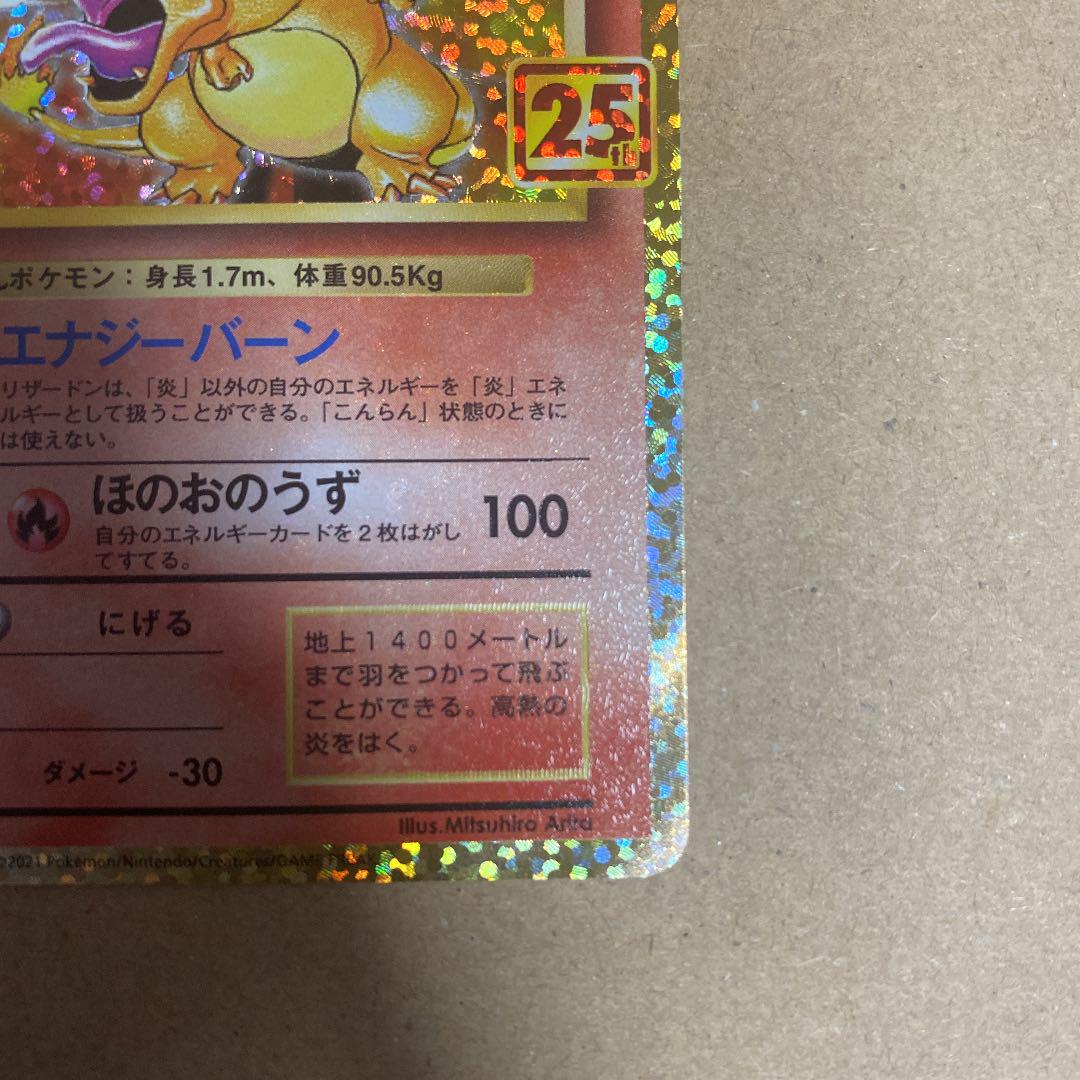 25th
ポケモン：身長1.7m、体重90.5Kg
エナジーバーン
リザードンは、「炎」以外の自分のエネルギーを「炎」エネ
ルギーとして扱うことができる。「こんらん」状態のときに
は使えない。
ほのおのうず 100
自分のエネルギーカードを2枚はがし
てすてる。
にげる
地上1400メートル
まで羽をつかって飛ぶ
ことができる。高熱の
炎をはく。
ダメージ -30
Illus.Mitsuhiro Arita
©2021 Pokémon/Nintendo/Creatures/GAME FREAK